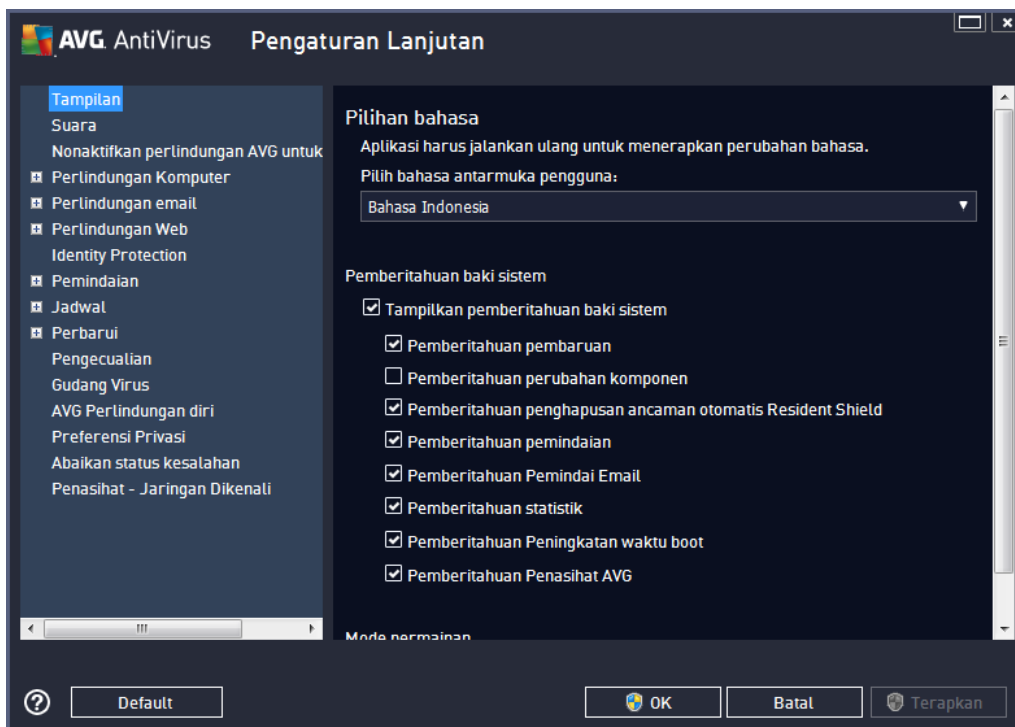 AVG AntiVirus Pengaturan Lanjutan
Tampilan
Suara
Nonaktifkan perlindungan AVG untuk
Perlindungan Komputer
Perlindungan email
Perlindungan Web
Identity Protection
Pemindaian
Jadwal
Perbarui
Pengecualian
Gudang Virus
AVG Perlindungan diri
Preferensi Privasi
Abaikan status kesalahan
Penasihat - Jaringan Dikenali
Pilihan bahasa
Aplikasi harus jalankan ulang untuk menerapkan perubahan bahasa.
Pilih bahasa antarmuka pengguna:
Bahasa Indonesia
Pemberitahuan baki sistem
Tampilkan pemberitahuan baki sistem
Pemberitahuan pembaruan
Pemberitahuan perubahan komponen
Pemberitahuan penghapusan ancaman otomatis Resident Shield
Pemberitahuan pemindaian
Pemberitahuan Pemindai Email
Pemberitahuan statistik
Pemberitahuan Peningkatan waktu boot
Pemberitahuan Penasihat AVG
Mode permainan
Default
OK
Batal
Terapkan